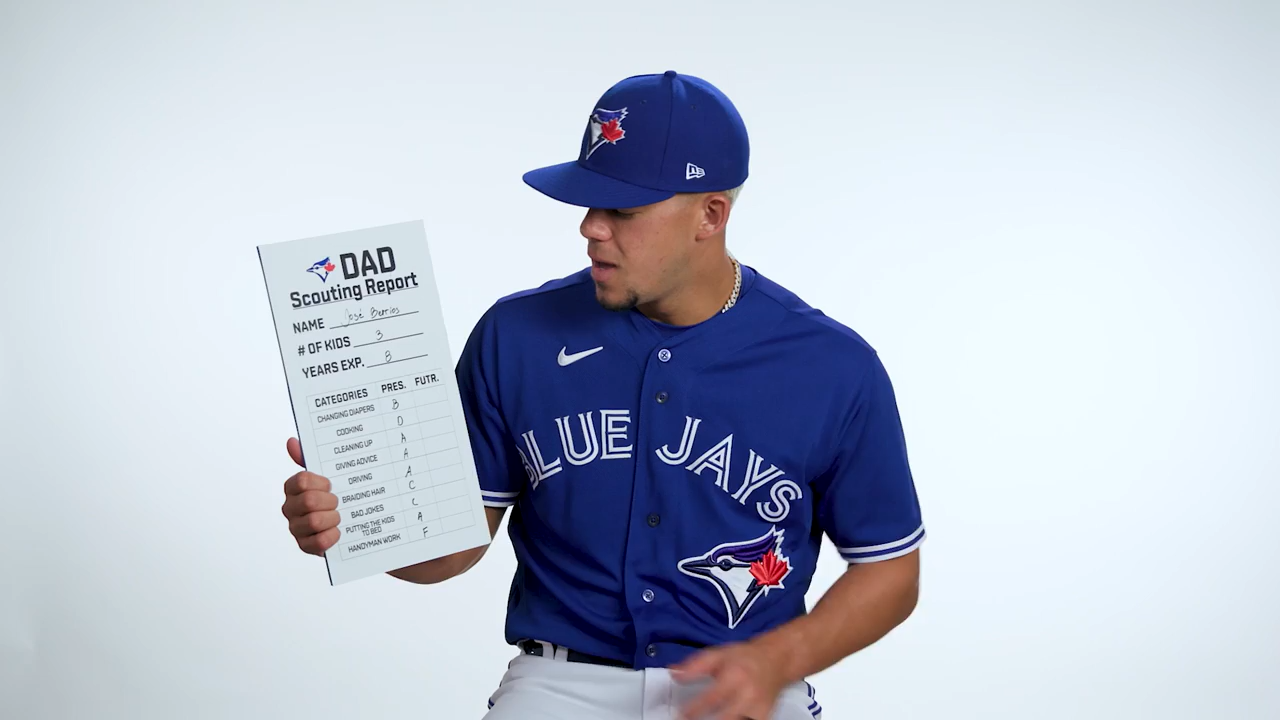 DAD
Scouting Report
NAME José Berrios
# OF KIDS 3
YEARS EXP. 8
CATEGORIES PRES. FUTR.
CHANGING DIAPERS B
COOKING D
CLEANING UP A
GIVING ADVICE A
DRIVING A
BRAIDING HAIR C
BAD JOKES C
PUTTING THE KIDS
TO BED A
HANDYMAN WORK F
BLUE JAYS